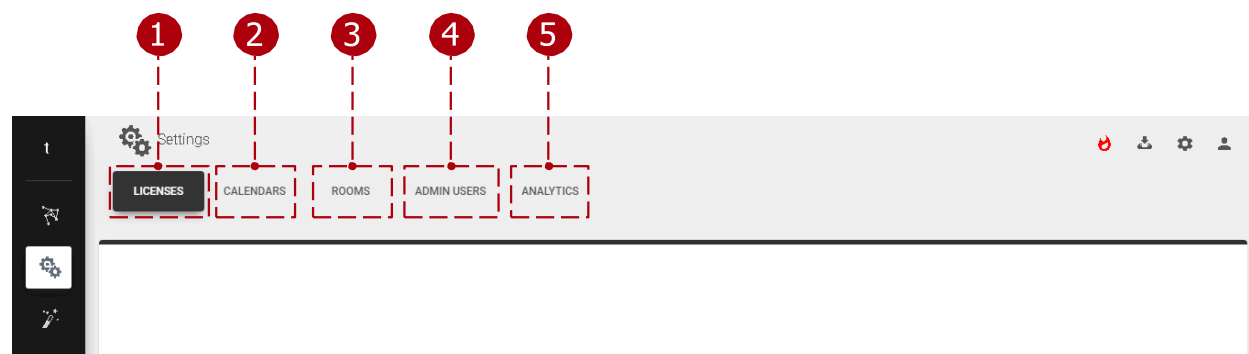 1 2 3 4 5
t
Settings
LICENSES CALENDARS ROOMS ADMIN USERS ANALYTICS